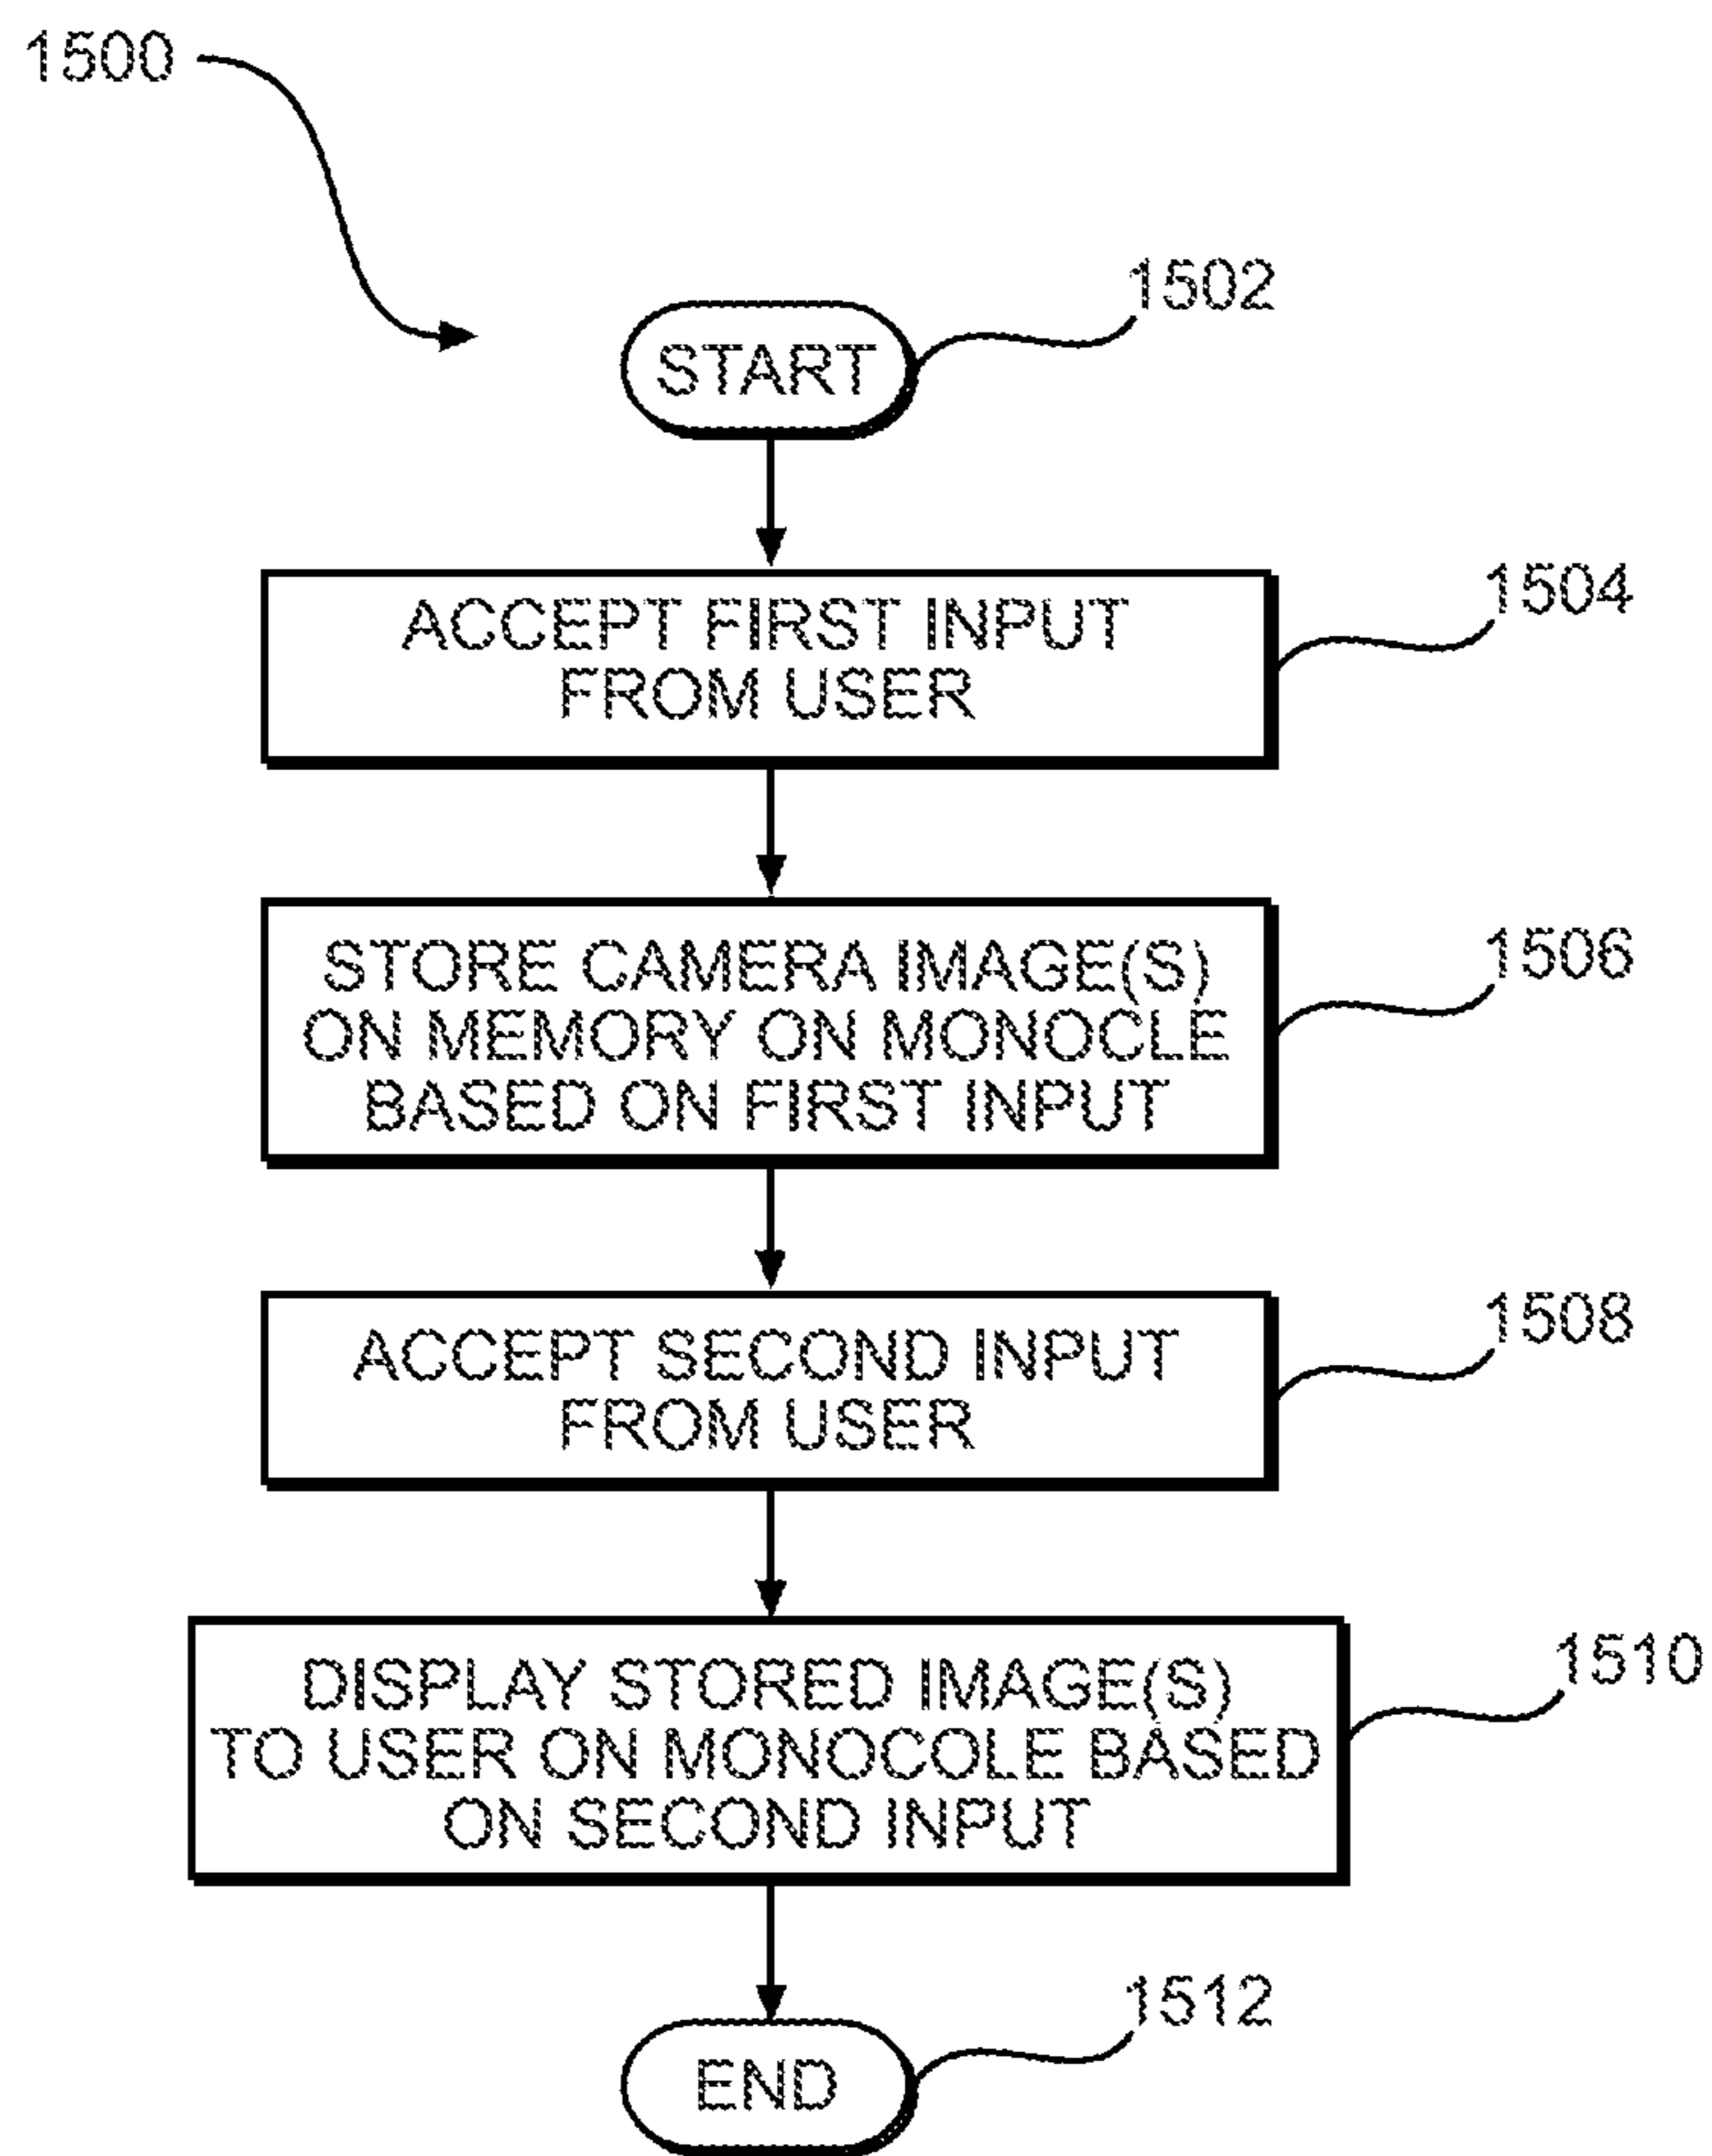 1500
1502
START
1504
ACCEPT FIRST INPUT
FROM USER
1506
STORE CAMERA IMAGE(S)
ON MEMORY ON MONOCLE
BASED ON FIRST INPUT
1508
ACCEPT SECOND INPUT
FROM USER
1510
DISPLAY STORED IMAGE(S)
TO USER ON MONOCOLE BASED
ON SECOND INPUT
1512
END